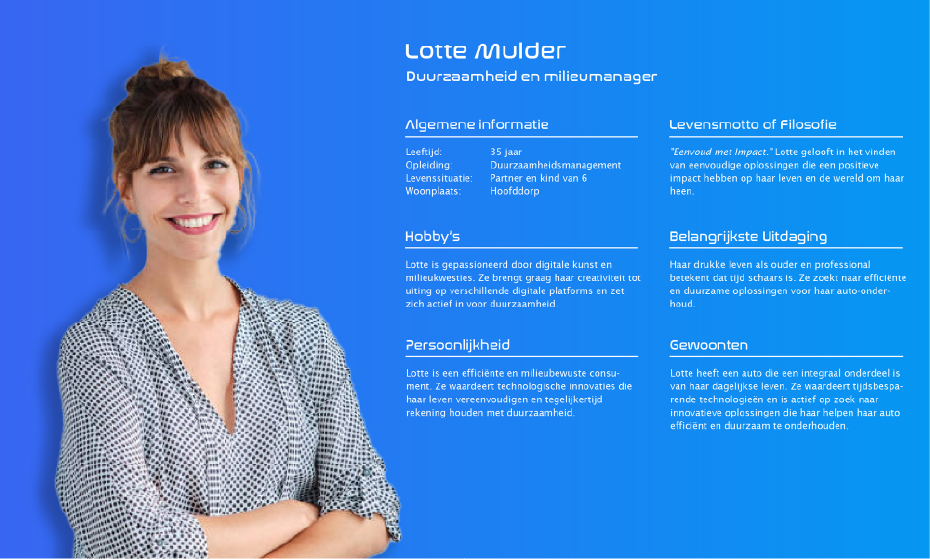 Lotte Mulder
Duurzaamheid en milieumanager
Algemene informatie
Leeftijd: 35 jaar
Opleiding: Duurzaamheidsmanagement
Levenssituatie: Partner en kind van 6
Woonplaats: Hoofddorp
Hobby's
Lotte is gepassioneerd door digitale kunst en
milieukwesties. Ze brengt graag haar creativiteit tot
uiting op verschillende digitale platforms en zet
zich actief in voor duurzaamheid.
Persoonlijkheid
Lotte is een efficiënte en milieubewuste consu-
ment. Ze waardeert technologische innovaties die
haar leven vereenvoudigen en tegelijkertijd
rekening houden met duurzaamheid.
Levensmotto of Filosofie
"Eenvoud met Impact." Lotte gelooft in het vinden
van eenvoudige oplossingen die een positieve
impact hebben op haar leven en de wereld om haar
heen.
Belangrijkste Uitdaging
Haar drukke leven als ouder en professional
betekent dat tijd schaars is. Ze zoekt naar efficiënte
en duurzame oplossingen voor haar auto-onder-
houd.
Gewoonten
Lotte heeft een auto die een integraal onderdeel is
van haar dagelijkse leven. Ze waardeert tijdsbespa-
rende technologieën en is actief op zoek naar
innovatieve oplossingen die haar helpen haar auto
efficiënt en duurzaam te onderhouden.